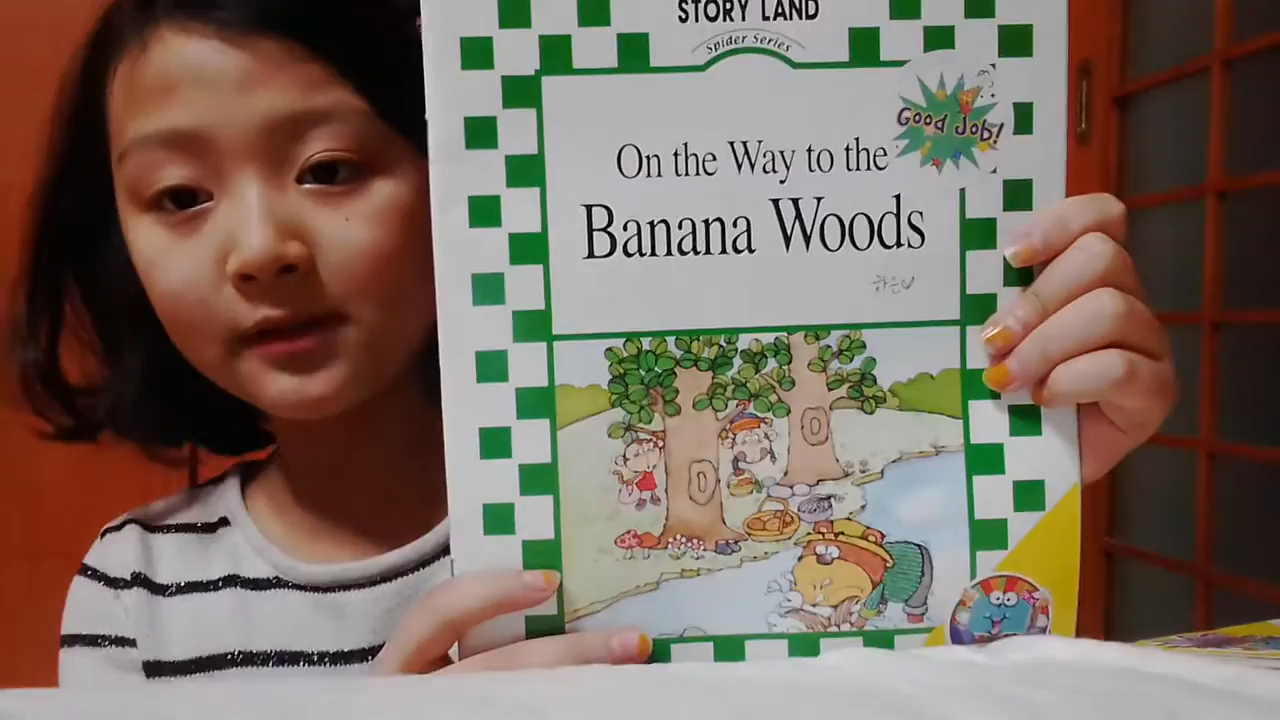 STORY LAND
Spider Series
Good Job!
On the Way to the
Banana Woods
하은